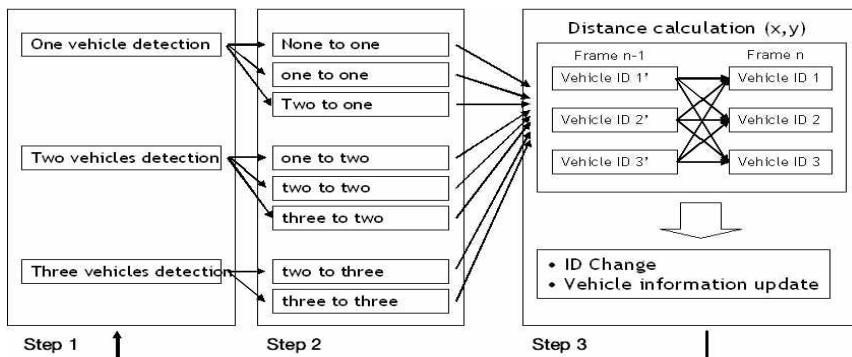 One vehicle detection
Two vehicles detection
Three vehicles detection
Step 1
None to one
one to one
Two to one
one to two
two to two
three to two
two to three
three to three
Step 2
Distance calculation (x,y)
Frame n-1
Frame n
Vehicle ID 1'
Vehicle ID 1
Vehicle ID 2'
Vehicle ID 2
Vehicle ID 3'
Vehicle ID 3
• ID Change
• Vehicle information update
Step 3